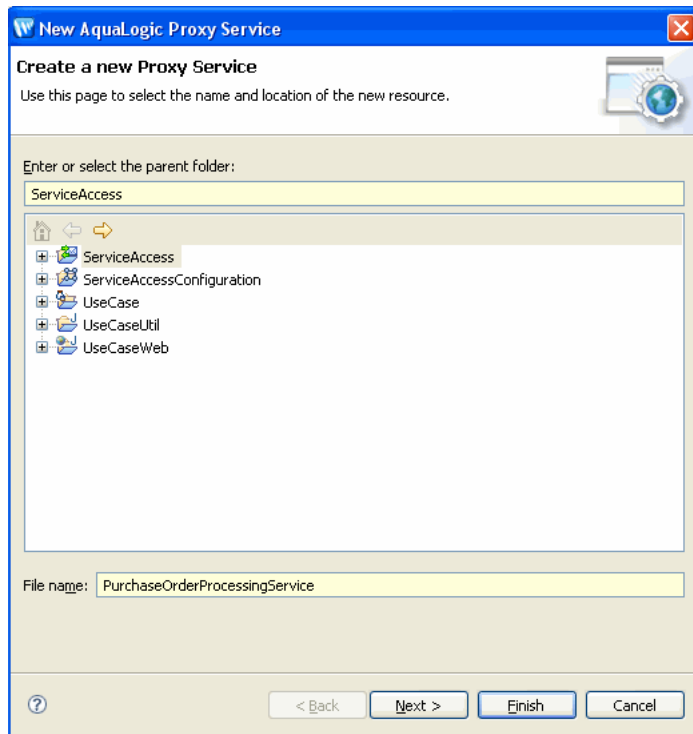 New AquaLogic Proxy Service
Create a new Proxy Service
Use this page to select the name and location of the new resource.
Enter or select the parent folder:
ServiceAccess
ServiceAccess
ServiceAccessConfiguration
UseCase
UseCaseUtil
UseCaseWeb
File name: PurchaseOrderProcessingService
< Back Next > Finish Cancel